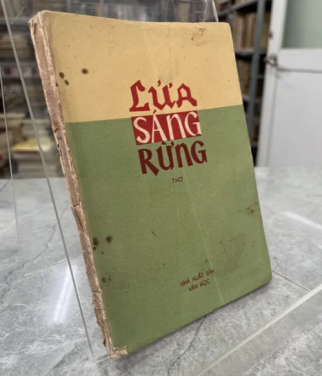 LỬA
SÁNG
RỪNG
THƠ
NHÀ XUẤT BẢN
VĂN HỌC